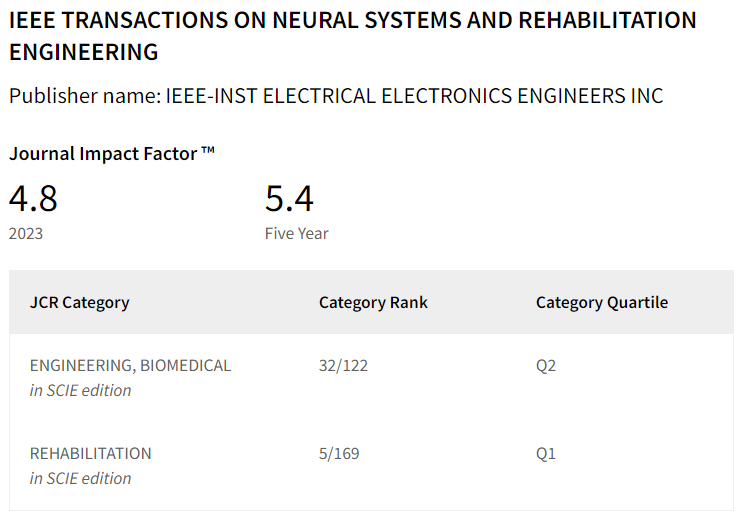 IEEE TRANSACTIONS ON NEURAL SYSTEMS AND REHABILITATION
ENGINEERING
Publisher name: IEEE-INST ELECTRICAL ELECTRONICS ENGINEERS INC
Journal Impact Factor ™
4.8 5.4
2023 Five Year
JCR Category Category Rank Category Quartile
ENGINEERING, BIOMEDICAL 32/122 Q2
in SCIE edition
REHABILITATION 5/169 Q1
in SCIE edition